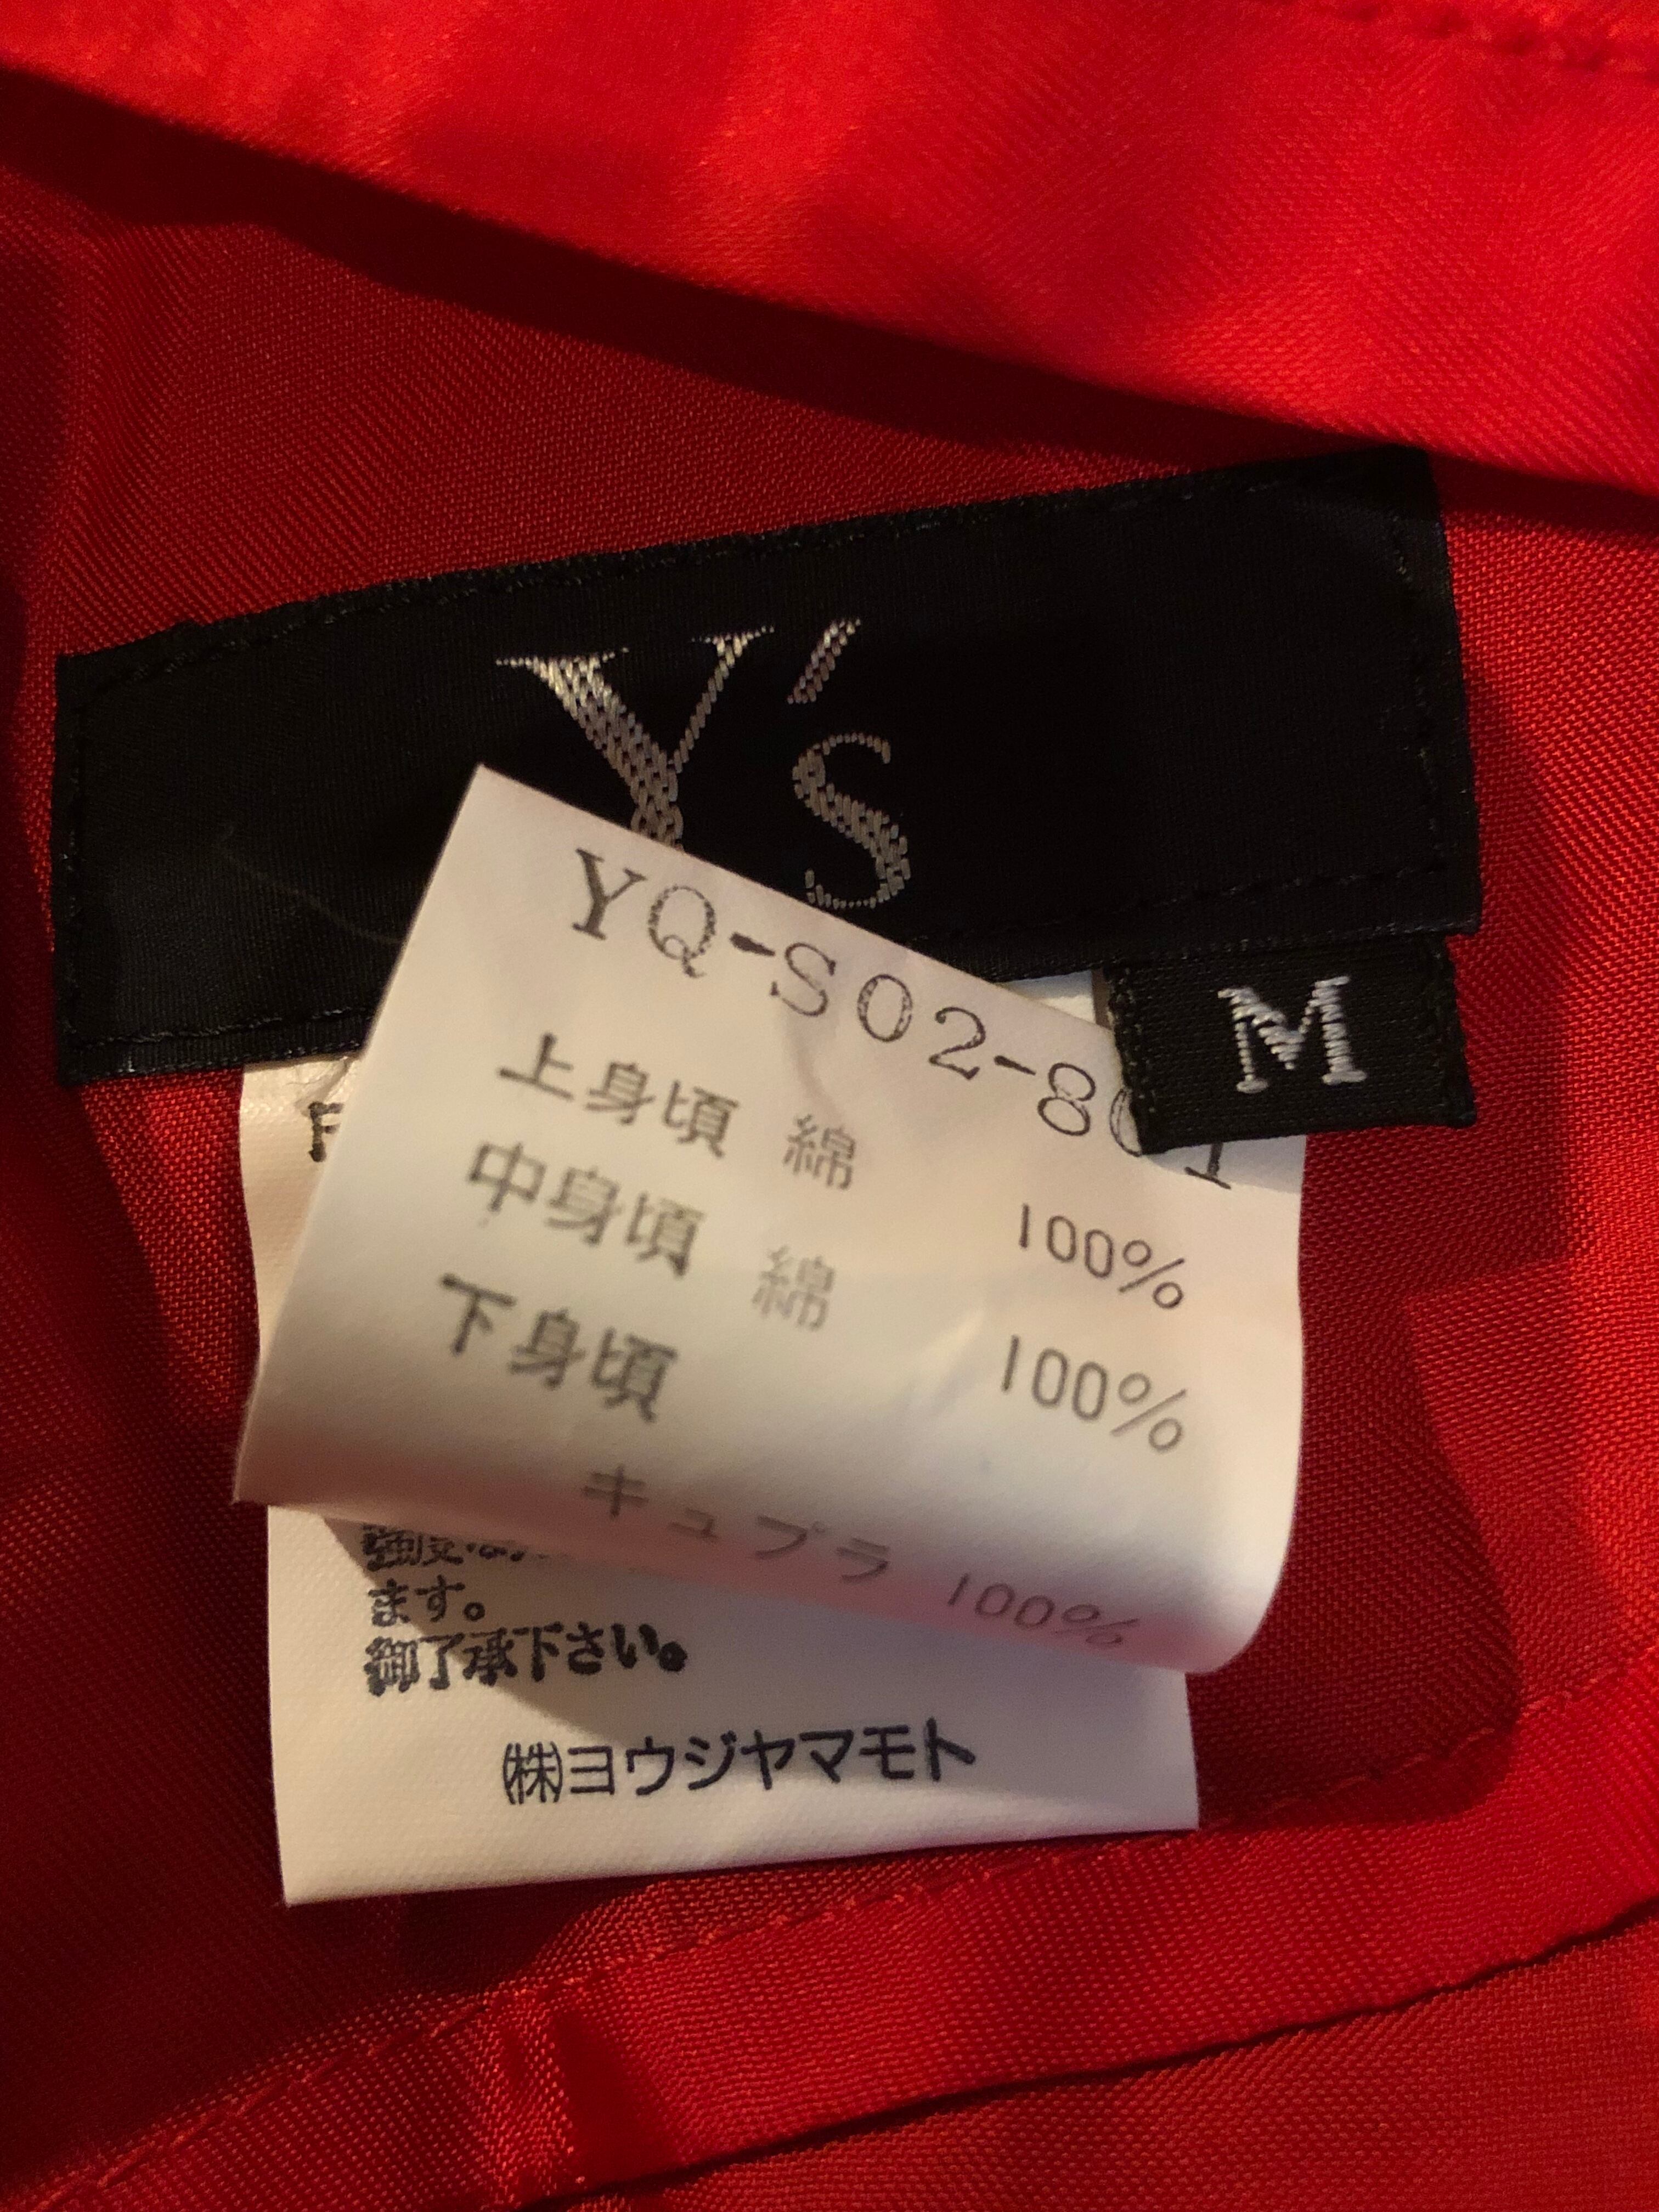 Y's
M
YQ-S02-801
上身頃 綿 100%
中身頃 綿 100%
下身頃
キュプラ 100%
ます。
御了承下さい。
㈱ヨウジヤマモト